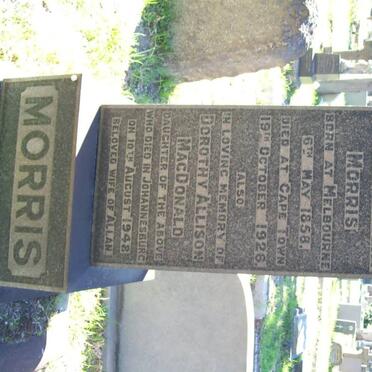 MORRIS
BORN AT MELBOURNE
6TH MAY 1858.
DIED AT CAPE TOWN
19TH OCTOBER 1926.
ALSO
IN LOVING MEMORY OF
DOROTHY ALLISON
MACDONALD
DAUGHTER OF THE ABOVE
WHO DIED IN JOHANNESBURG
ON 10TH AUGUST 1948
BELOVED WIFE OF ALLAN
MORRIS